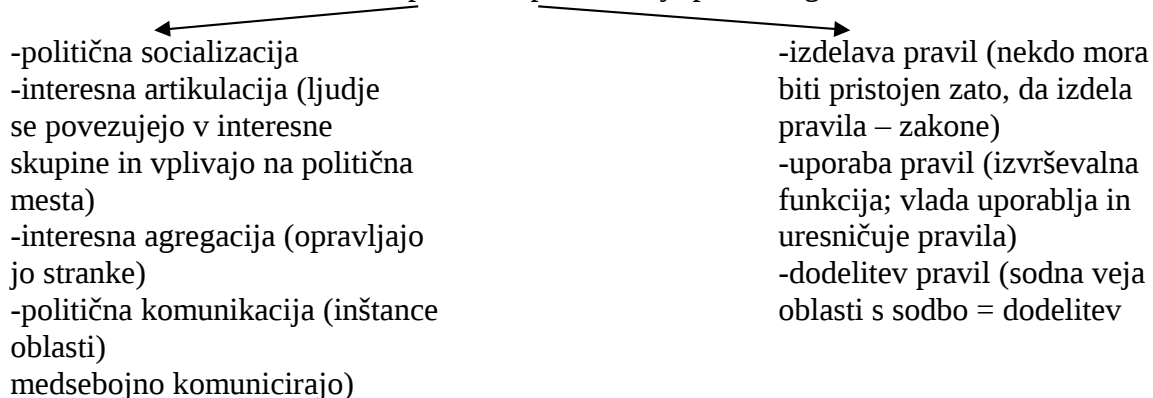 -politična socializacija
-interesna artikulacija (ljudje
se povezujejo v interesne
skupine in vplivajo na politična
mesta)
-interesna agregacija (opravljajo
jo stranke)
-politična komunikacija (inštance
oblasti)
medsebojno komunicirajo)
-izdelava pravil (nekdo mora
biti pristojen zato, da izdela
pravila – zakone)
-uporaba pravil (izvrševalna
funkcija; vlada uporablja in
uresničuje pravila)
-dodelitev pravil (sodna veja
oblasti s sodbo = dodelitev